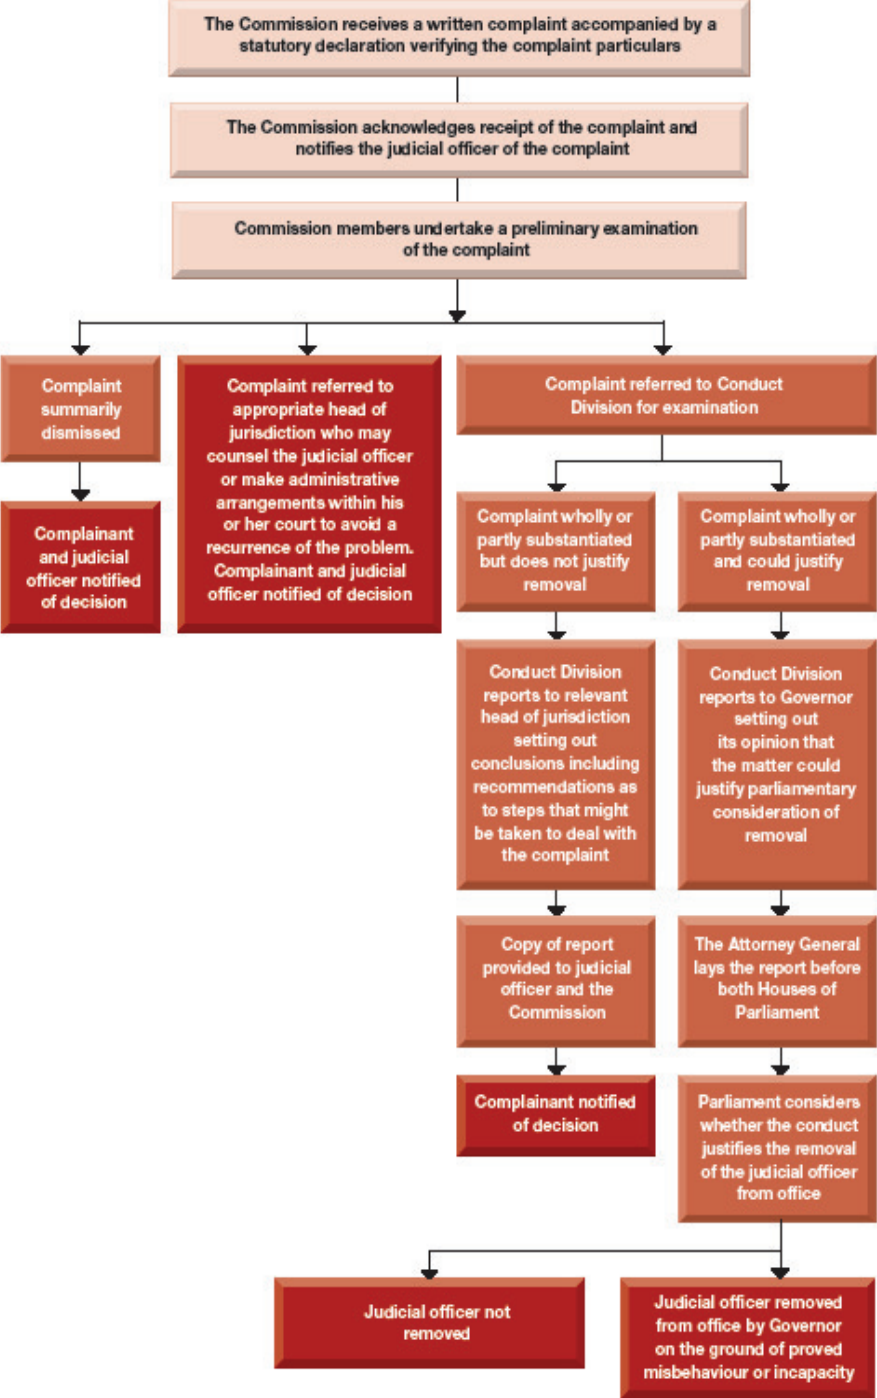 The Commission receives a written complaint accompanied by a
statutory declaration verifying the complaint particulars
The Commission acknowledges receipt of the complaint and
notifies the judicial officer of the complaint
Commission members undertake a preliminary examination
of the complaint
Complaint
summarily
dismissed
Complainant
and judicial
officer notified
of decision
Complaint referred to
appropriate head of
jurisdiction who may
counsel the judicial officer
or make administrative
arrangements within his
or her court to avoid a
recurrence of the problem.
Complainant and judicial
officer notified of decision
Complaint referred to Conduct
Division for examination
Complaint wholly or
partly substantiated
but does not justify
removal
Conduct Division
reports to relevant
head of jurisdiction
setting out
conclusions including
recommendations as
to steps that might
be taken to deal with
the complaint
Copy of report
provided to judicial
officer and the
Commission
Complainant notified
of decision
Complaint wholly or
partly substantiated
and could justify
removal
Conduct Division
reports to Governor
setting out
its opinion that
the matter could
justify parliamentary
consideration of
removal
The Attorney General
lays the report before
both Houses of
Parliament
Parliament considers
whether the conduct
justifies the removal
of the judicial officer
from office
Judicial officer not
removed
Judicial officer removed
from office by Governor
on the ground of proved
misbehaviour or incapacity